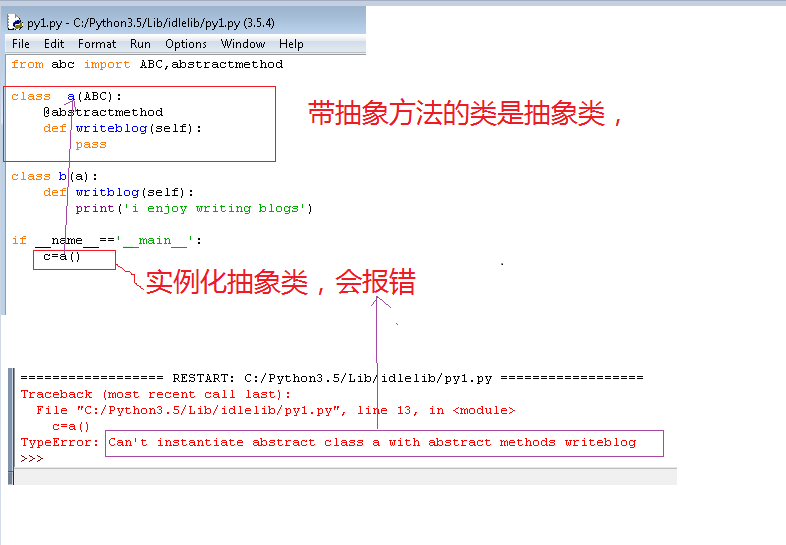 py1.py - C:/Python3.5/Lib/idlelib/py1.py (3.5.4)
File Edit Format Run Options Window Help
from abc import ABC,abstractmethod
class a(ABC):
@abstractmethod
def writeblog(self):
pass
带抽象方法的类是抽象类，
class b(a):
def writblog(self):
print('i enjoy writing blogs')
if __name__=='__main__':
c=a()
实例化抽象类，会报错
================== RESTART: C:/Python3.5/Lib/idlelib/py1.py ==================
Traceback (most recent call last):
File "C:/Python3.5/Lib/idlelib/py1.py", line 13, in <module>
c=a()
TypeError: Can't instantiate abstract class a with abstract methods writeblog
>>>